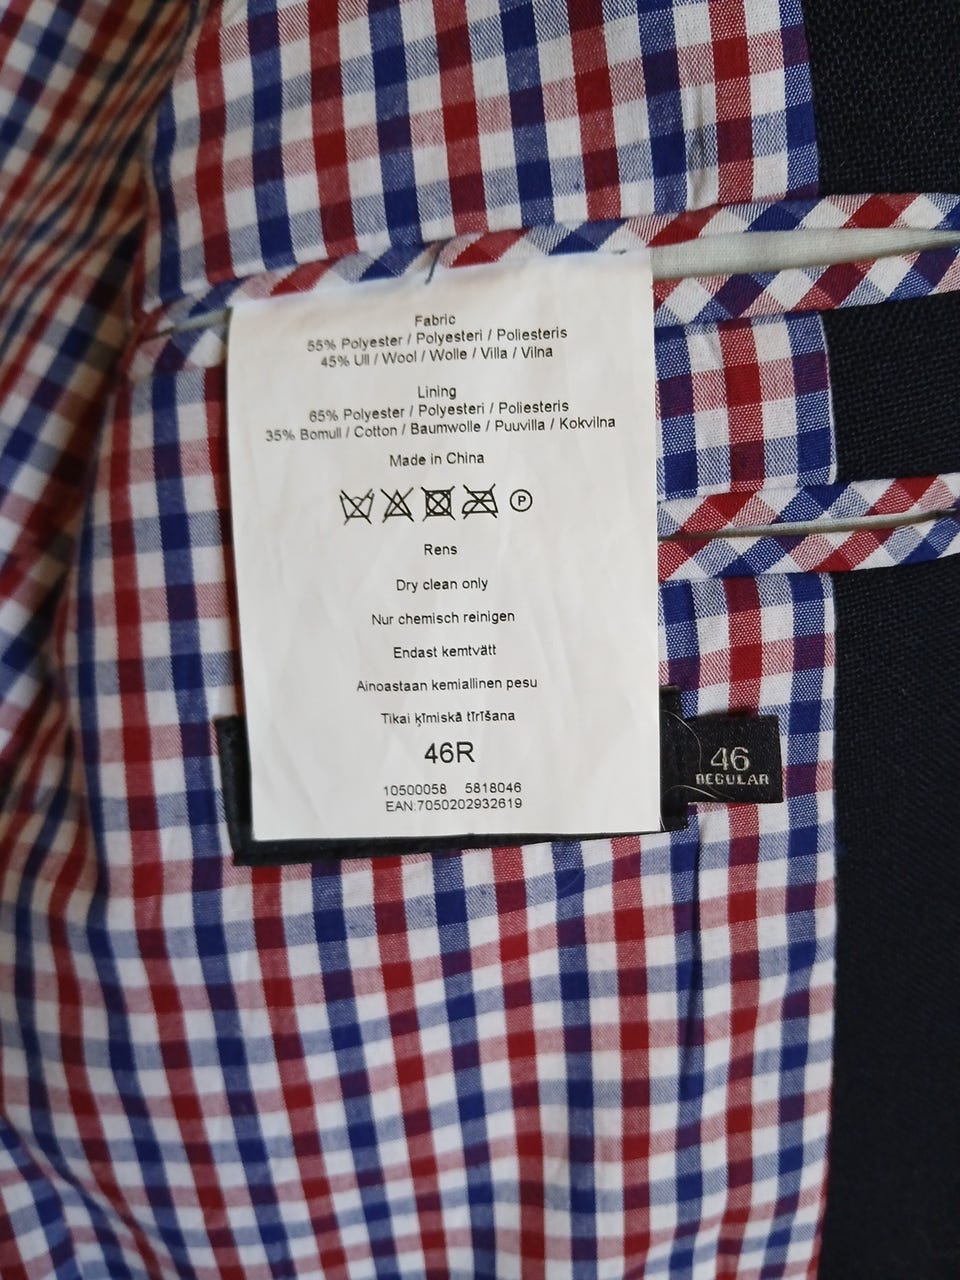 Fabric
55% Polyester / Polyesteri / Poliesteris
45% Ull / Wool / Wolle / Villa / Vilna
Lining
65% Polyester / Polyesteri / Poliesteris
35% Bomull / Cotton / Baumwolle / Puuvilla / Kokvilna
Made in China
P
Rens
Dry clean only
Nur chemisch reinigen
Endast kemtvätt
Ainoastaan kemiallinen pesu
Tikai ķīmiskā tīrīšana
46R
10500058 5818046
EAN:7050202932619
46
REGULAR